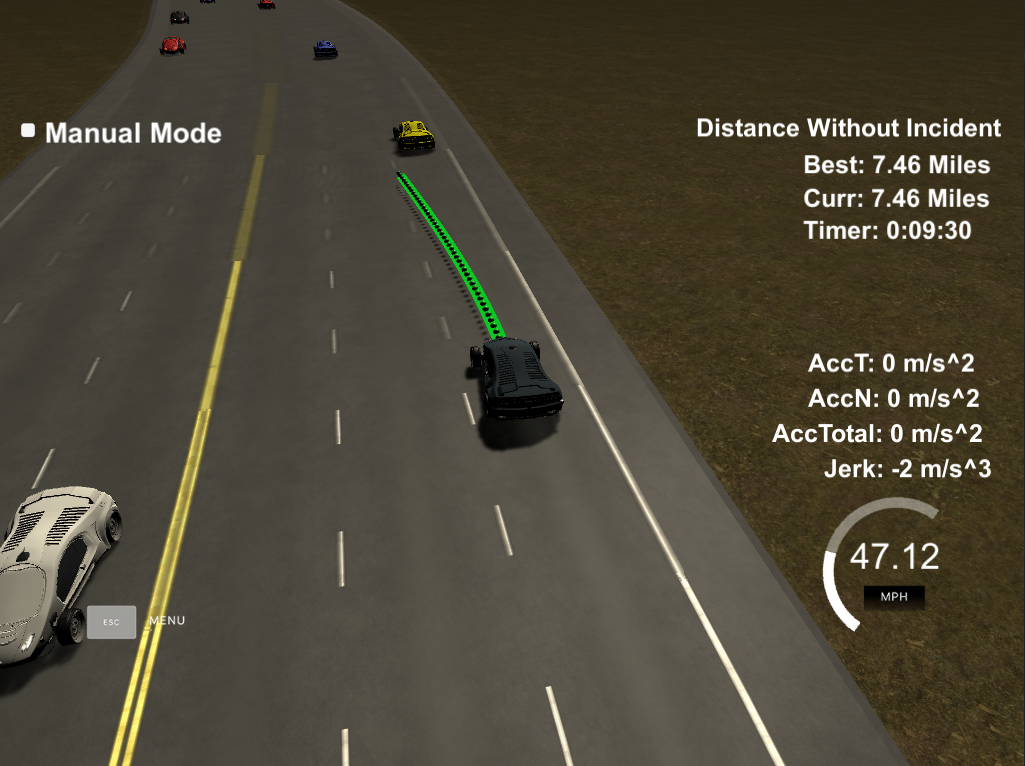 Manual Mode
Distance Without Incident
Best: 7.46 Miles
Curr: 7.46 Miles
Timer: 0:09:30
AccT: 0 m/s^2
AccN: 0 m/s^2
AccTotal: 0 m/s^2
Jerk: -2 m/s^3
47.12
MPH
ESC MENU